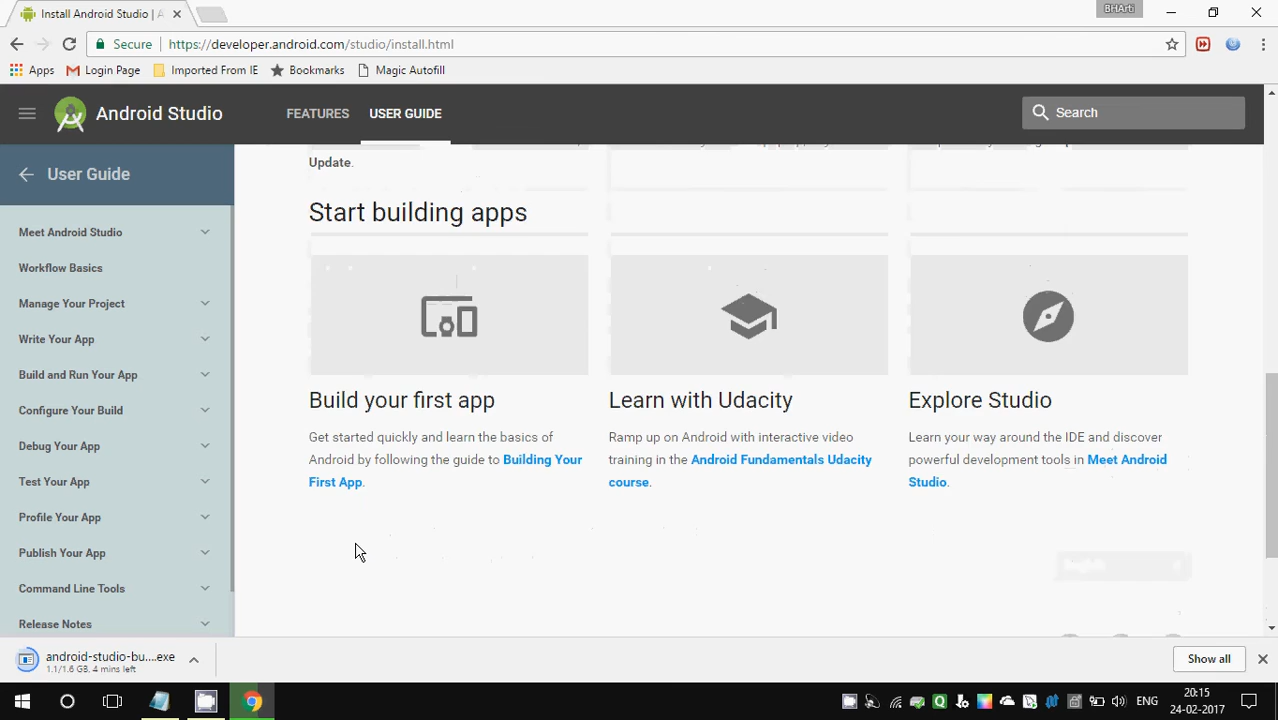 Install Android Studio | A
BHArti
Secure
https://developer.android.com/studio/install.html
Apps
Login Page
Imported From IE
Bookmarks
Magic Autofill
Android Studio
FEATURES
USER GUIDE
Search
User Guide
Meet Android Studio
Workflow Basics
Manage Your Project
Write Your App
Build and Run Your App
Configure Your Build
Debug Your App
Test Your App
Profile Your App
Publish Your App
Command Line Tools
Release Notes
Update.
Start building apps
Build your first app
Get started quickly and learn the basics of
Android by following the guide to Building Your
First App.
Learn with Udacity
Ramp up on Android with interactive video
training in the Android Fundamentals Udacity
course.
Explore Studio
Learn your way around the IDE and discover
powerful development tools in Meet Android
Studio.
English
android-studio-bu....exe
1.1/1.6 GB, 4 mins left
Show all
ENG
20:15
24-02-2017